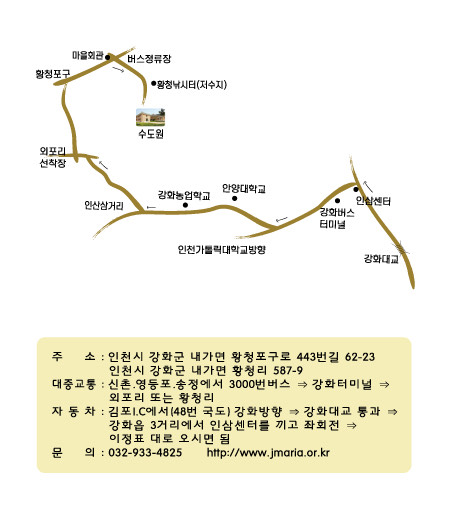 마을회관
버스정류장
황청포구
황청낚시터(저수지)
수도원
외포리
선착장
인산삼거리
강화농업학교
안양대학교
인천가톨릭대학교방향
강화버스
터미널
인삼센터
강화대교
주 소 : 인천시 강화군 내가면 황청포구로 443번길 62-23
인천시 강화군 내가면 황청리 587-9
대중교통 : 신촌.영등포.송정에서 3000번버스 ⇒ 강화터미널 ⇒
외포리 또는 황청리
자 동 차 : 김포I.C에서(48번 국도) 강화방향 ⇒ 강화대교 통과 ⇒
강화읍 3거리에서 인삼센터를 끼고 좌회전 ⇒
이정표 대로 오시면 됨
문 의 : 032-933-4825 http://www.jmaria.or.kr